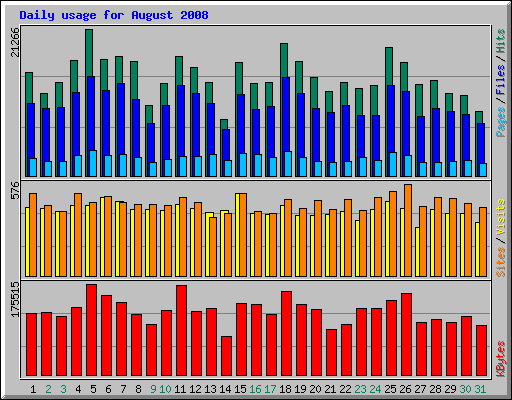 Daily usage for August 2008
21266
Pages/Files/Hits
576
Sites/Visits
175515
KBytes
1 2 3 4 5 6 7 8 9 10 11 12 13 14 15 16 17 18 19 20 21 22 23 24 25 26 27 28 29 30 31